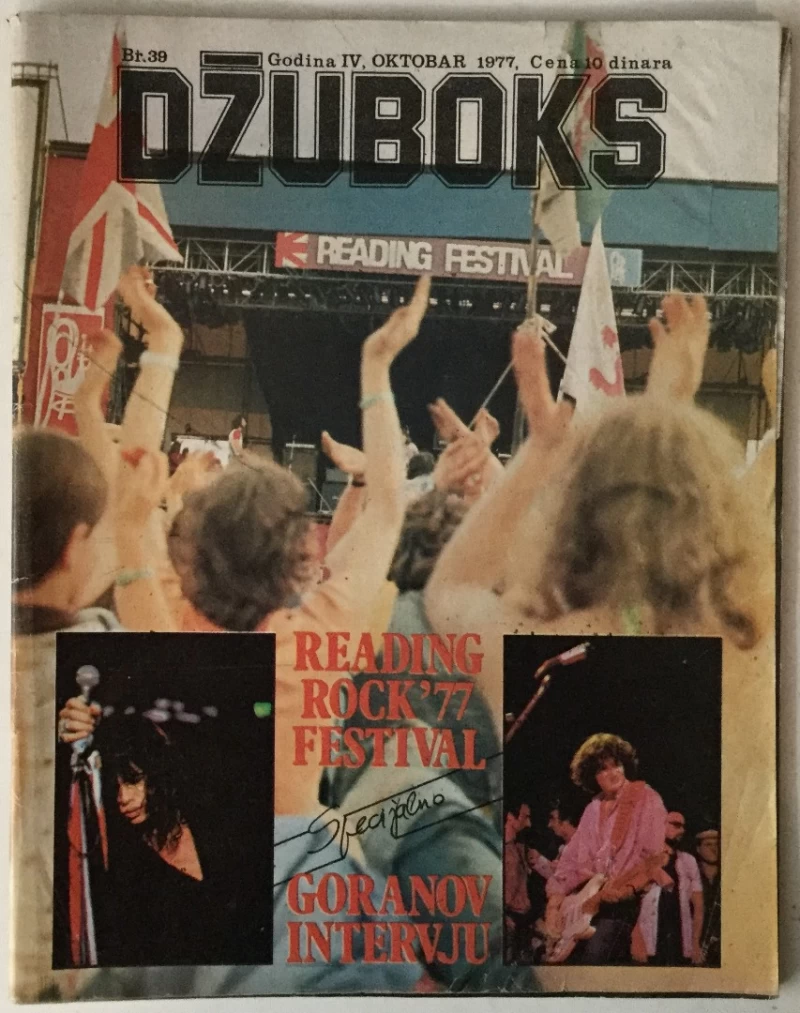 Br.39
Godina IV, OKTOBAR 1977, Cena 10 dinara
DŽUBOKS
READING FESTIVAL
READING
ROCK'77
FESTIVAL
Specijalno
GORANOV
INTERVJU